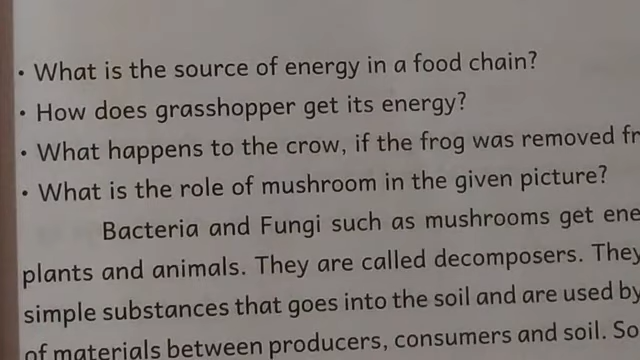 • What is the source of energy in a food chain?
• How does grasshopper get its energy?
• What happens to the crow, if the frog was removed
• What is the role of mushroom in the given picture?
Bacteria and Fungi such as mushrooms get
plants and animals. They are called decomposers. They
simple substances that goes into the soil and are used by
of materials between producers, consumers and soil. So